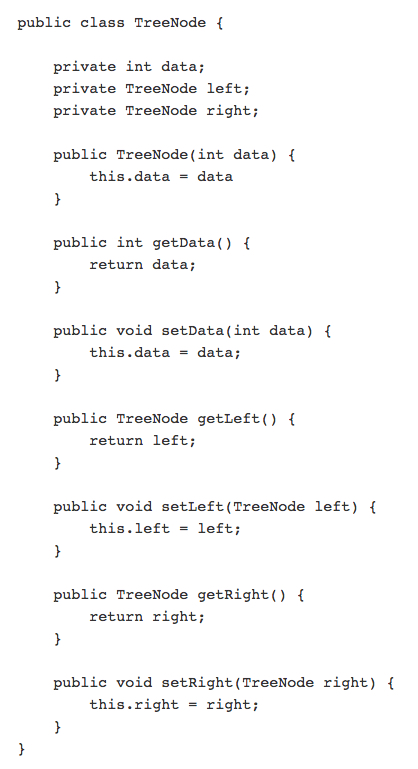 public class TreeNode {
private int data;
private TreeNode left;
private TreeNode right;
public TreeNode(int data) {
this.data = data
}
public int getData() {
return data;
}
public void setData(int data) {
this.data = data;
}
public TreeNode getLeft() {
return left;
}
public void setLeft(TreeNode left) {
this.left = left;
}
public TreeNode getRight() {
return right;
}
public void setRight(TreeNode right) {
this.right = right;
}
}